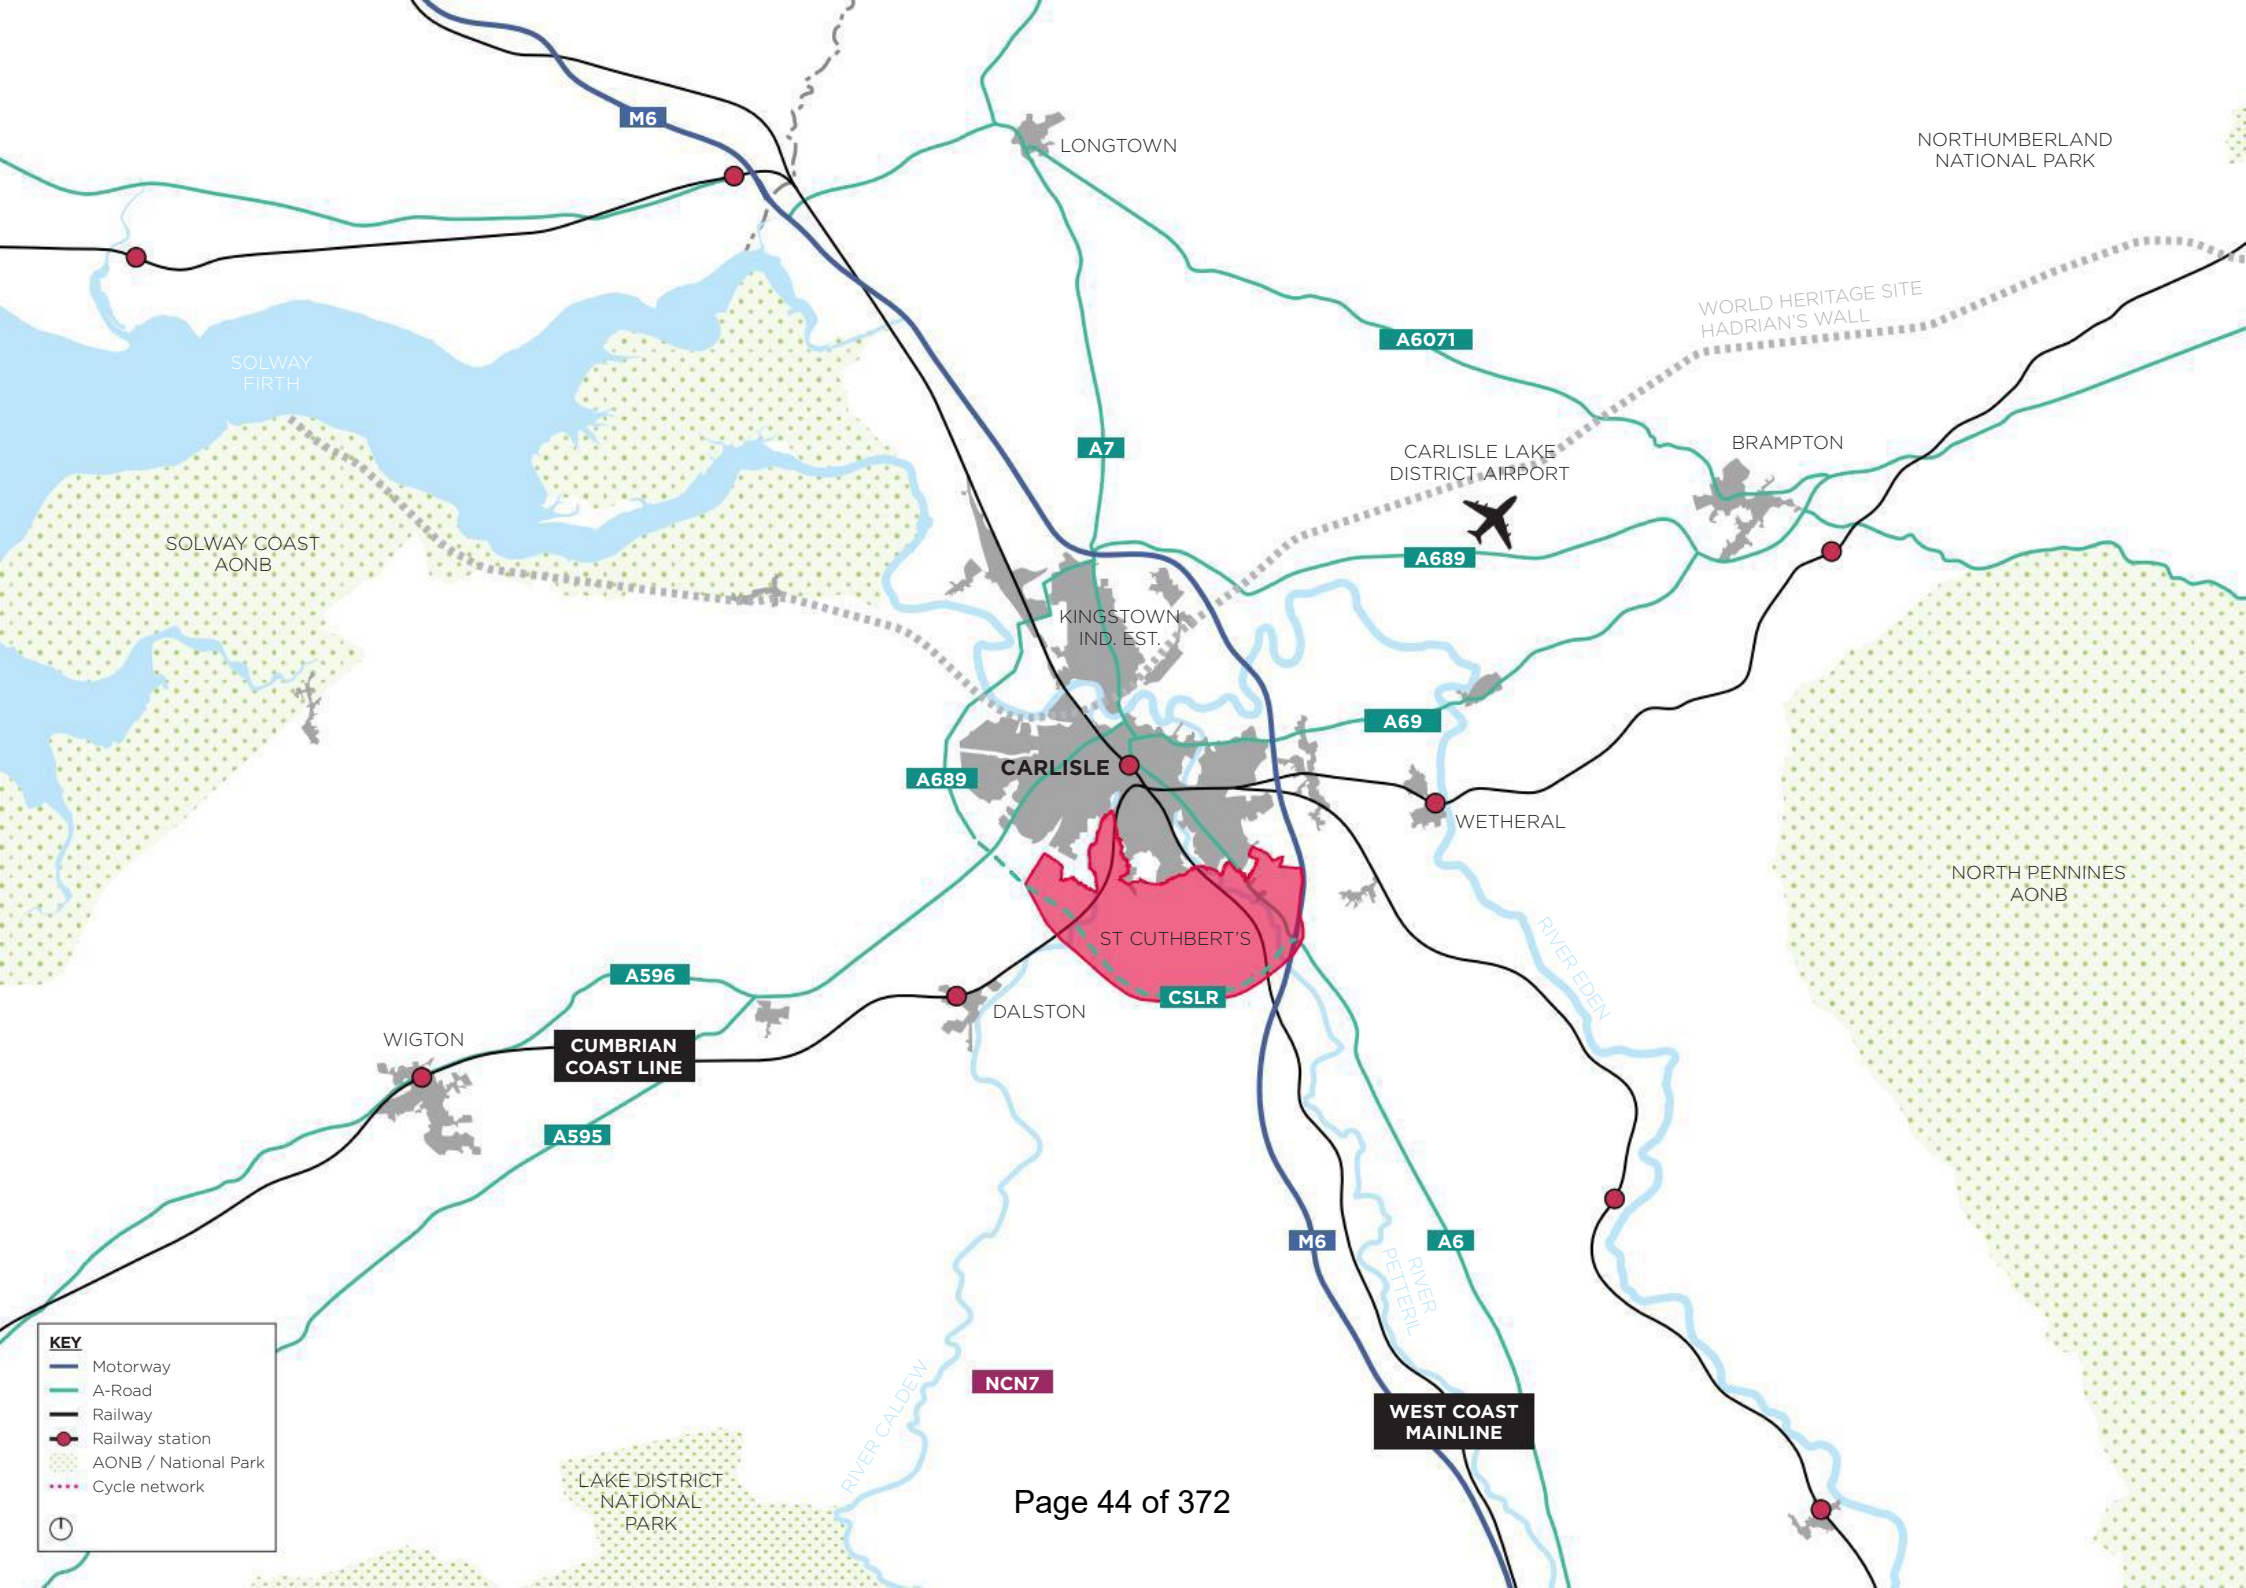 M6
LONGTOWN
NORTHUMBERLAND
NATIONAL PARK
WORLD HERITAGE SITE
HADRIAN'S WALL
A6071
SOLWAY
FIRTH
A7
CARLISLE LAKE
DISTRICT AIRPORT
BRAMPTON
SOLWAY COAST
AONB
A689
KINGSTOWN
IND. EST.
A69
CARLISLE
A689
WETHERAL
NORTH PENNINES
AONB
ST CUTHBERT'S
RIVER EDEN
A596
CSLR
DALSTON
WIGTON
CUMBRIAN
COAST LINE
A595
M6
A6
RIVER
PETTERIL
KEY
Motorway
A-Road
Railway
Railway station
AONB / National Park
Cycle network
NCN7
RIVER CALDEW
WEST COAST
MAINLINE
LAKE DISTRICT
NATIONAL
PARK
Page 44 of 372